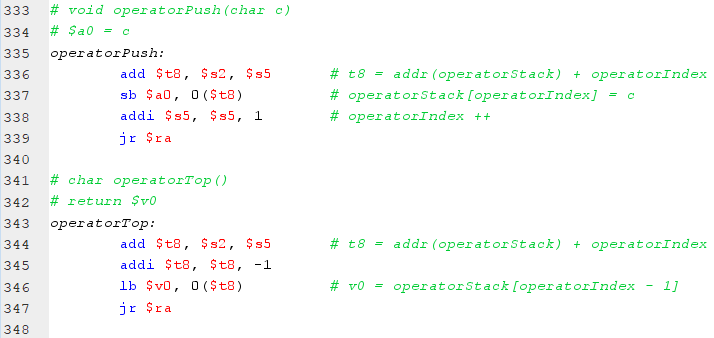 333 # void operatorPush(char c)
334 # $a0 = c
335 operatorPush:
336 add $t8, $s2, $s5 # t8 = addr(operatorStack) + operatorIndex
337 sb $a0, 0($t8) # operatorStack[operatorIndex] = c
338 addi $s5, $s5, 1 # operatorIndex ++
339 jr $ra
340
341 # char operatorTop()
342 # return $v0
343 operatorTop:
344 add $t8, $s2, $s5 # t8 = addr(operatorStack) + operatorIndex
345 addi $t8, $t8, -1
346 lb $v0, 0($t8) # v0 = operatorStack[operatorIndex - 1]
347 jr $ra
348